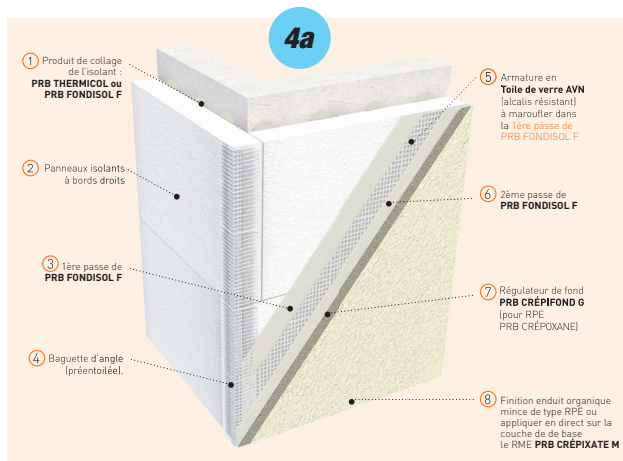 4a
1 Produit de collage
de l'isolant :
PRB THERMICOL ou
PRB FONDISOL F
2 Panneaux isolants
à bords droits
3 1ère passe de
PRB FONDISOL F
4 Baguette d'angle
(préentoilée).
5 Armature en
Toile de verre AVN
(alcalis résistant)
à maroufler dans
la 1ère passe de
PRB FONDISOL F
6 2ème passe de
PRB FONDISOL F
7 Régulateur de fond
PRB CRÉPIFOND G
(pour RPE
PRB CRÉPOXANE)
8 Finition enduit organique
mince de type RPE ou
appliquer en direct sur la
couche de de base
le RME PRB CRÉPIXATE M